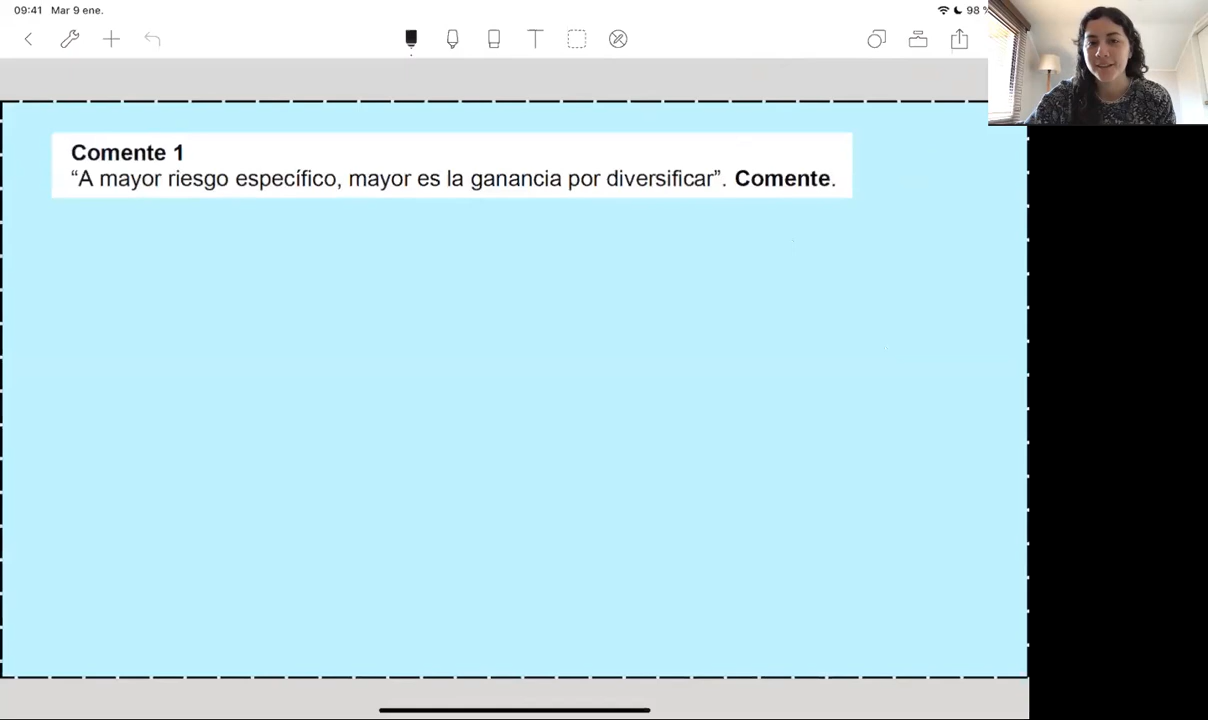 09:41 Mar 9 ene. 98 %
Comente 1
“A mayor riesgo específico, mayor es la ganancia por diversificar”. Comente.